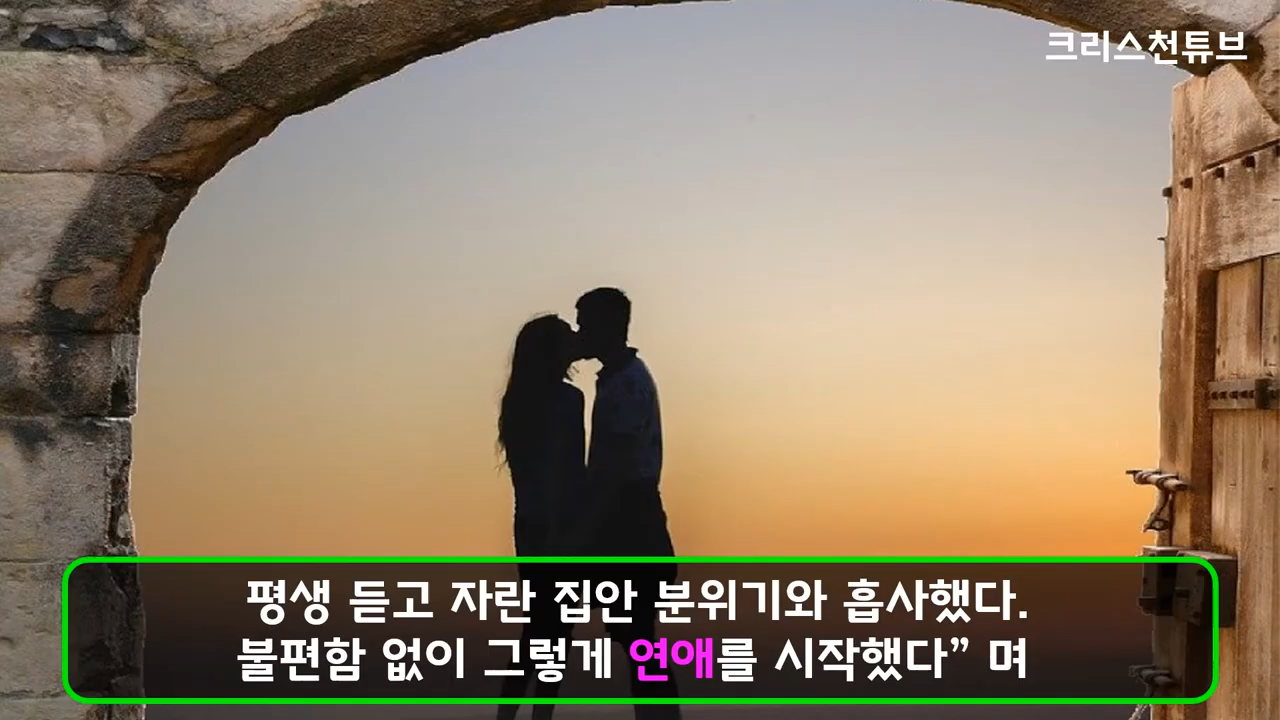 크리스천튜브
평생 듣고 자란 집안 분위기와 흡사했다.
불편함 없이 그렇게 연애를 시작했다” 며